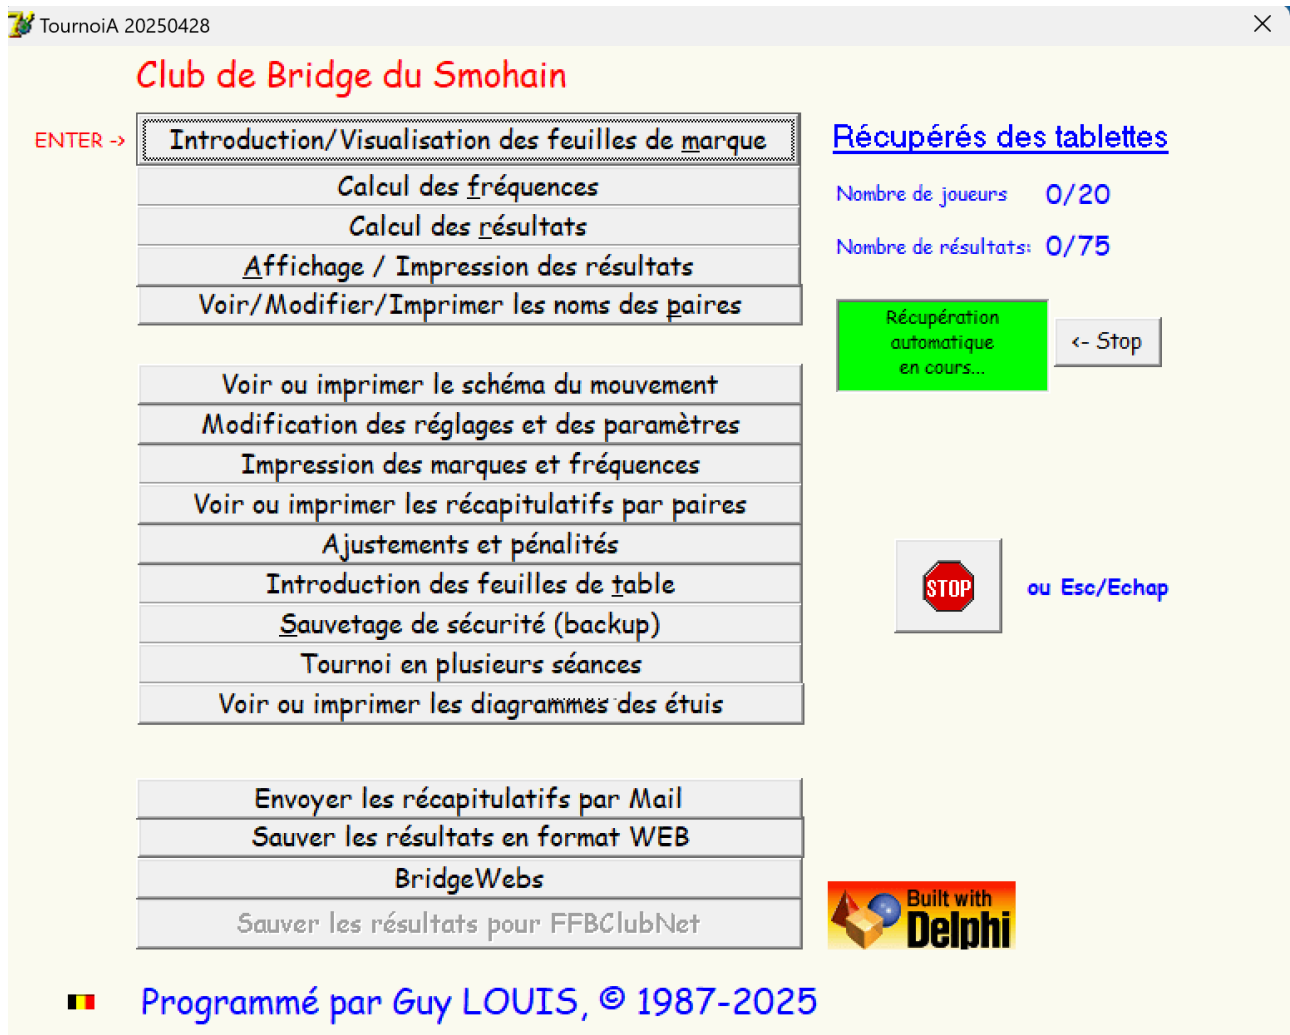 TournoiA 20250428
Club de Bridge du Smohain
ENTER -> Introduction/Visualisation des feuilles de marque
Calcul des fréquences
Calcul des résultats
Affichage / Impression des résultats
Voir/Modifier/Imprimer les noms des paires
Récupérés des tablettes
Nombre de joueurs 0/20
Nombre de résultats: 0/75
Récupération
automatique
en cours...
<- Stop
Voir ou imprimer le schéma du mouvement
Modification des réglages et des paramètres
Impression des marques et fréquences
Voir ou imprimer les récapitulatifs par paires
Ajustements et pénalités
Introduction des feuilles de table
Sauvetage de sécurité (backup)
Tournoi en plusieurs séances
Voir ou imprimer les diagrammes des étuis
STOP
ou Esc/Echap
Envoyer les récapitulatifs par Mail
Sauver les résultats en format WEB
BridgeWebs
Sauver les résultats pour FFBClubNet
Built with
Delphi
Programmé par Guy LOUIS, © 1987-2025